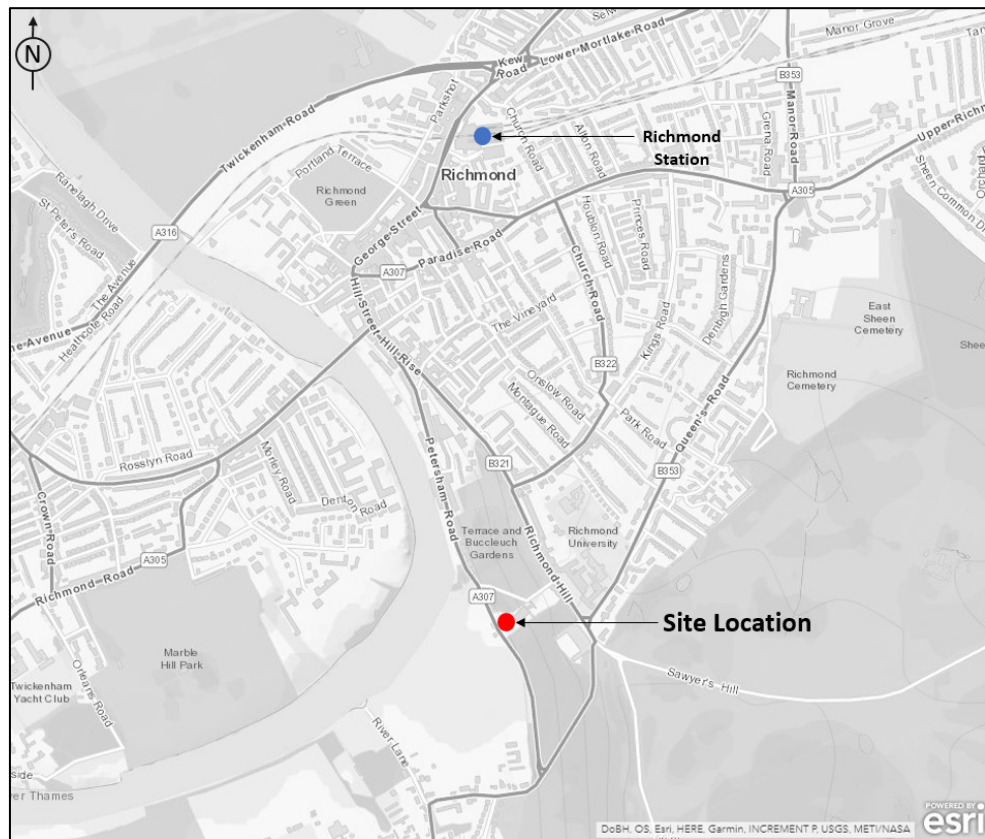 N
Kew
Road
Lower Mortlake Road
Manor Grove
B353
Manor Road
Twickenham Road
Parkshot
Church Road
Alton Road
Grena Road
Upper
Richmond
Station
Portland Terrace
Richmond
Richmond
Green
Ranelagh Drive
St Peter's Road
A316
George Street
Paradise Road
A307
Houblon Road
Princes Road
A305
Sheen Common
The Avenue
Heathcote Road
Avenue
Hill Street
Hill Rise
The Vineyard
Church Road
Kings Road
Denbigh Gardens
East
Sheen
Cemetery
Richmond
Cemetery
B322
Onslow Road
Montague Road
Park Road
Queen's Road
Rosslyn Road
Morley Road
Denton Road
Petersham Road
B321
B353
Crown Road
A305
Richmond Road
Terrace and
Buccleuch
Gardens
Richmond
University
Richmond Hill
A307
Site Location
Marble
Hill Park
Orleans Road
Twickenham
Yacht Club
Sawyer's Hill
River Lane
Thames
POWERED BY
esri
DoBH, OS, Esri, HERE, Garmin, INCREMENT P, USGS, METI/NASA